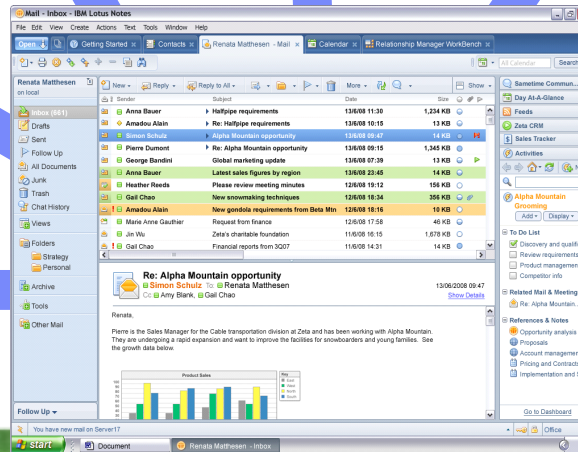 Mail - Inbox - IBM Lotus Notes
File Edit View Create Actions Text Tools Window Help
Open Getting Started Contacts Renata Matthesen - Mail Calendar Relationship Manager WorkBench
All Calendar Search
Renata Matthesen
on local
New Reply Reply to All More Show
Inbox (661)
Drafts
Sent
Follow Up
All Documents
Junk
Trash
Chat History
Views
Folders
Strategy
Personal
Archive
Tools
Other Mail
Follow Up
! Sender Subject Date Size
Anna Bauer Halfpipe requirements 13/6/08 11:30 1,234 KB
Amadou Alain Re: Halfpipe requirements 13/6/08 10:15 13 KB
Simon Schulz Alpha Mountain opportunity 13/6/08 09:47 14 KB
Pierre Dumont Re: Alpha Mountain opportunity 13/6/08 09:15 1,345 KB
George Bandini Global marketing update 13/6/08 07:39 13 KB
Anna Bauer Latest sales figures by region 12/6/08 23:45 14 KB
Heather Reeds Please review meeting minutes 12/6/08 19:12 156 KB
Gail Chao New snowmaking techniques 12/6/08 18:34 356 KB
! Amadou Alain New gondola requirements from Beta Mtn 12/6/08 18:16 10 KB
Marie Anne Gauthier Request from finance 12/6/08 17:58 46 KB
Jin Wu Zeta's charitable foundation 11/6/08 16:15 1,678 KB
! Gail Chao Financial reports from 3Q07 11/6/08 14:31 14 KB
Re: Alpha Mountain opportunity
Simon Schulz To: Renata Matthesen 13/06/2008 09:47
Cc: Amy Blank, Gail Chao Show Details
Renata,
Pierre is the Sales Manager for the Cable transportation division at Zeta and has been working with Alpha Mountain.
They are undergoing a rapid expansion and want to improve the facilities for snowboarders and young families. See
the growth data below.
Product Sales
Key
East
West
North
South
Sametime Commun...
Day At-A-Glance
Feeds
Zeta CRM
Sales Tracker
Activities
Alpha Mountain
Grooming
Add Display
To Do List
Discovery and qualifi
Review requirements
Product managemen
Competitor info
Related Mail & Meeting
Re: Alpha Mountain...
References & Notes
Opportunity analysis
Proposals
Account managemen
Pricing and Contracts
Implementation and
Go to Dashboard
You have new mail on Server17
Office
start Document Renata Matthesen - Inbox